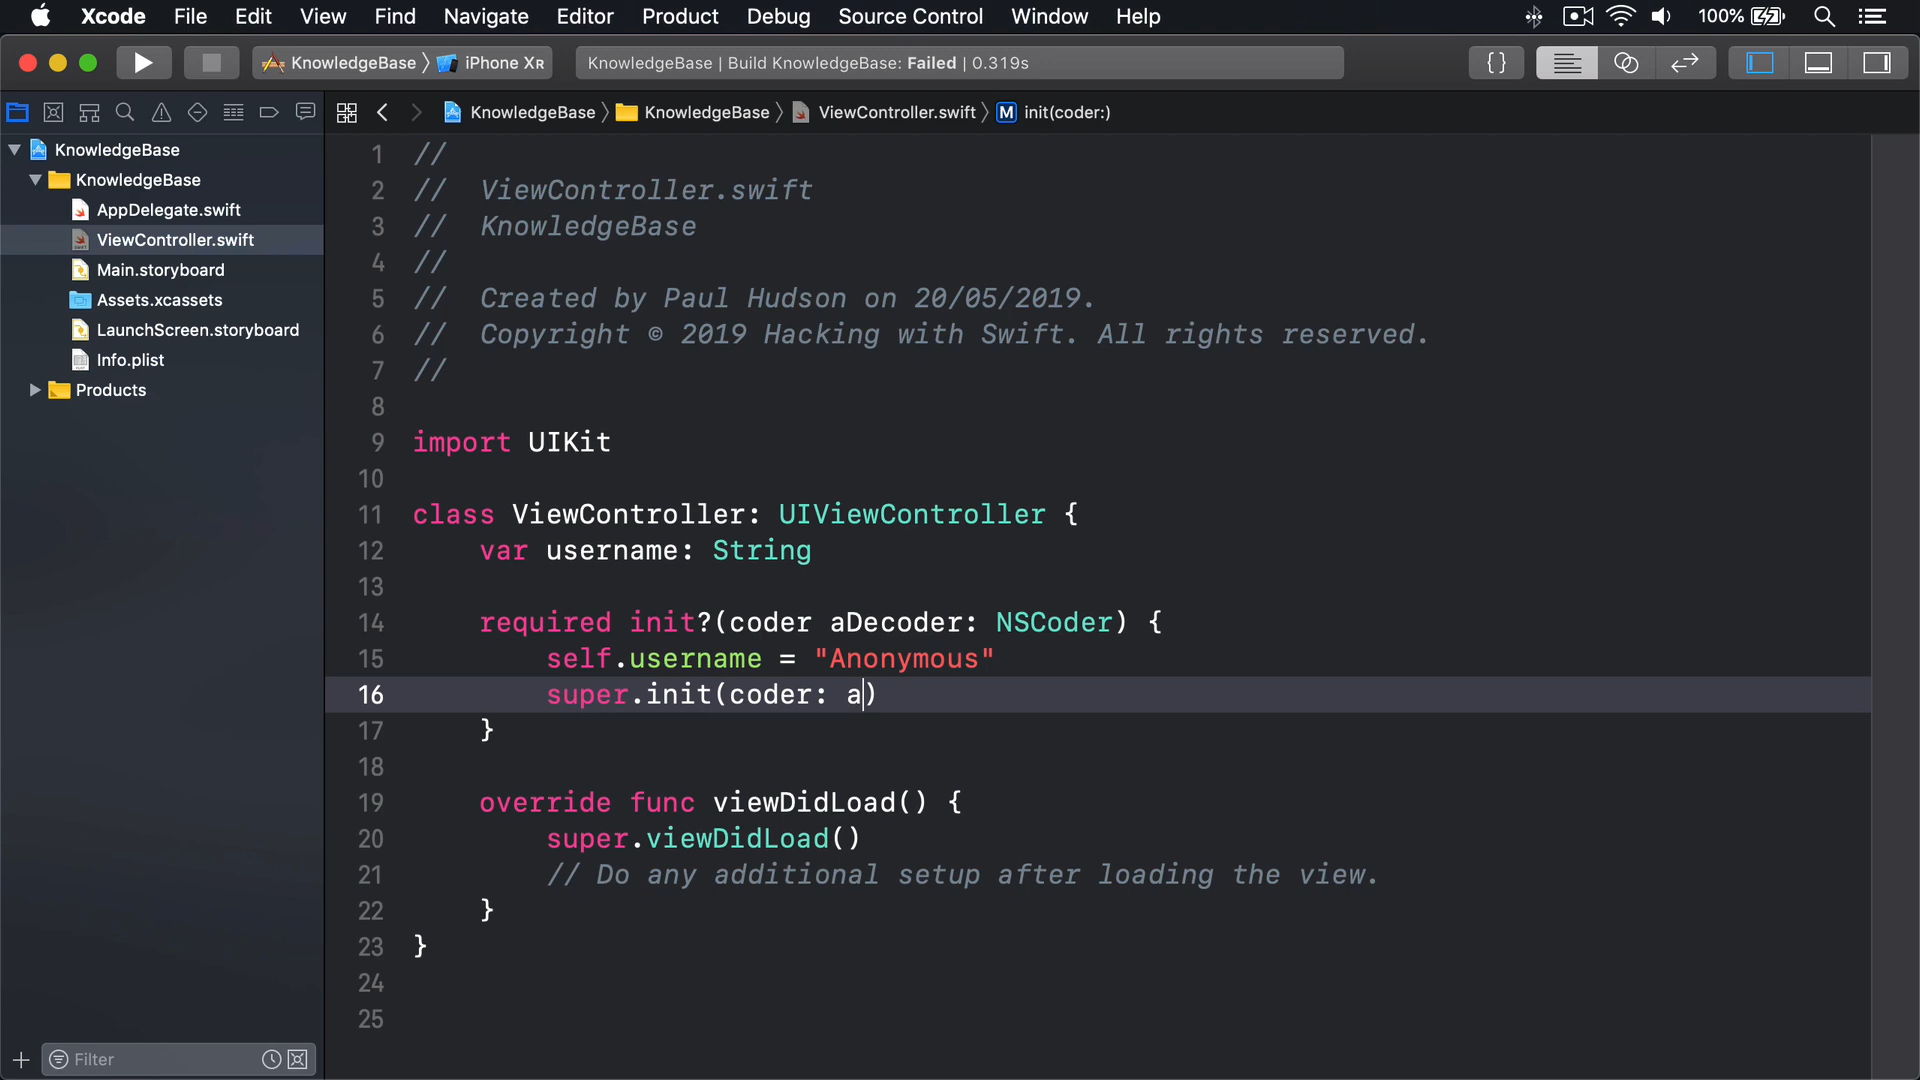 Xcode File Edit View Find Navigate Editor Product Debug Source Control Window Help 100%
KnowledgeBase iPhone XR KnowledgeBase | Build KnowledgeBase: Failed | 0.319s {}
KnowledgeBase KnowledgeBase ViewController.swift M init(coder:)
KnowledgeBase
KnowledgeBase
AppDelegate.swift
ViewController.swift
Main.storyboard
Assets.xcassets
LaunchScreen.storyboard
Info.plist
Products
Filter
1 //
2 //  ViewController.swift
3 //  KnowledgeBase
4 //
5 //  Created by Paul Hudson on 20/05/2019.
6 //  Copyright © 2019 Hacking with Swift. All rights reserved.
7 //
8
9 import UIKit
10
11 class ViewController: UIViewController {
12     var username: String
13
14     required init?(coder aDecoder: NSCoder) {
15         self.username = "Anonymous"
16         super.init(coder: a)
17     }
18
19     override func viewDidLoad() {
20         super.viewDidLoad()
21         // Do any additional setup after loading the view.
22     }
23 }
24
25